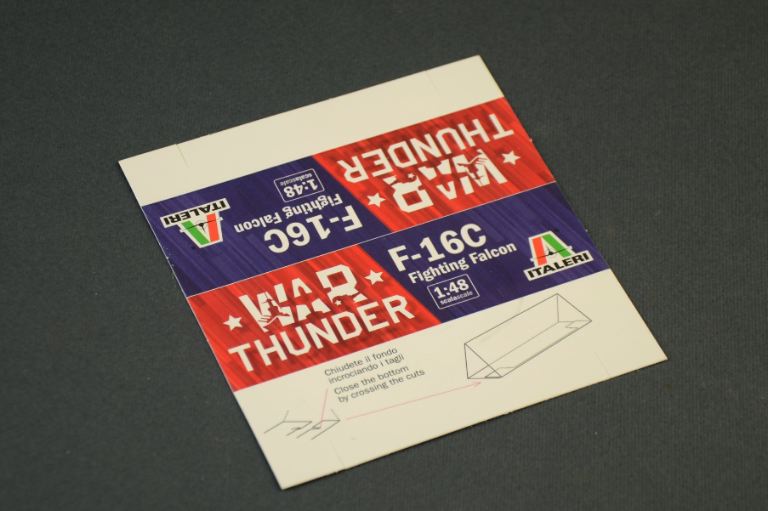 WAR
THUNDER
F-16C
Fighting Falcon
1:48
scalascale
ITALERI
WAR
THUNDER
F-16C
Fighting Falcon
1:48
scalascale
ITALERI
Chiudete il fondo
incrociando i tagli
Close the bottom
by crossing the cuts